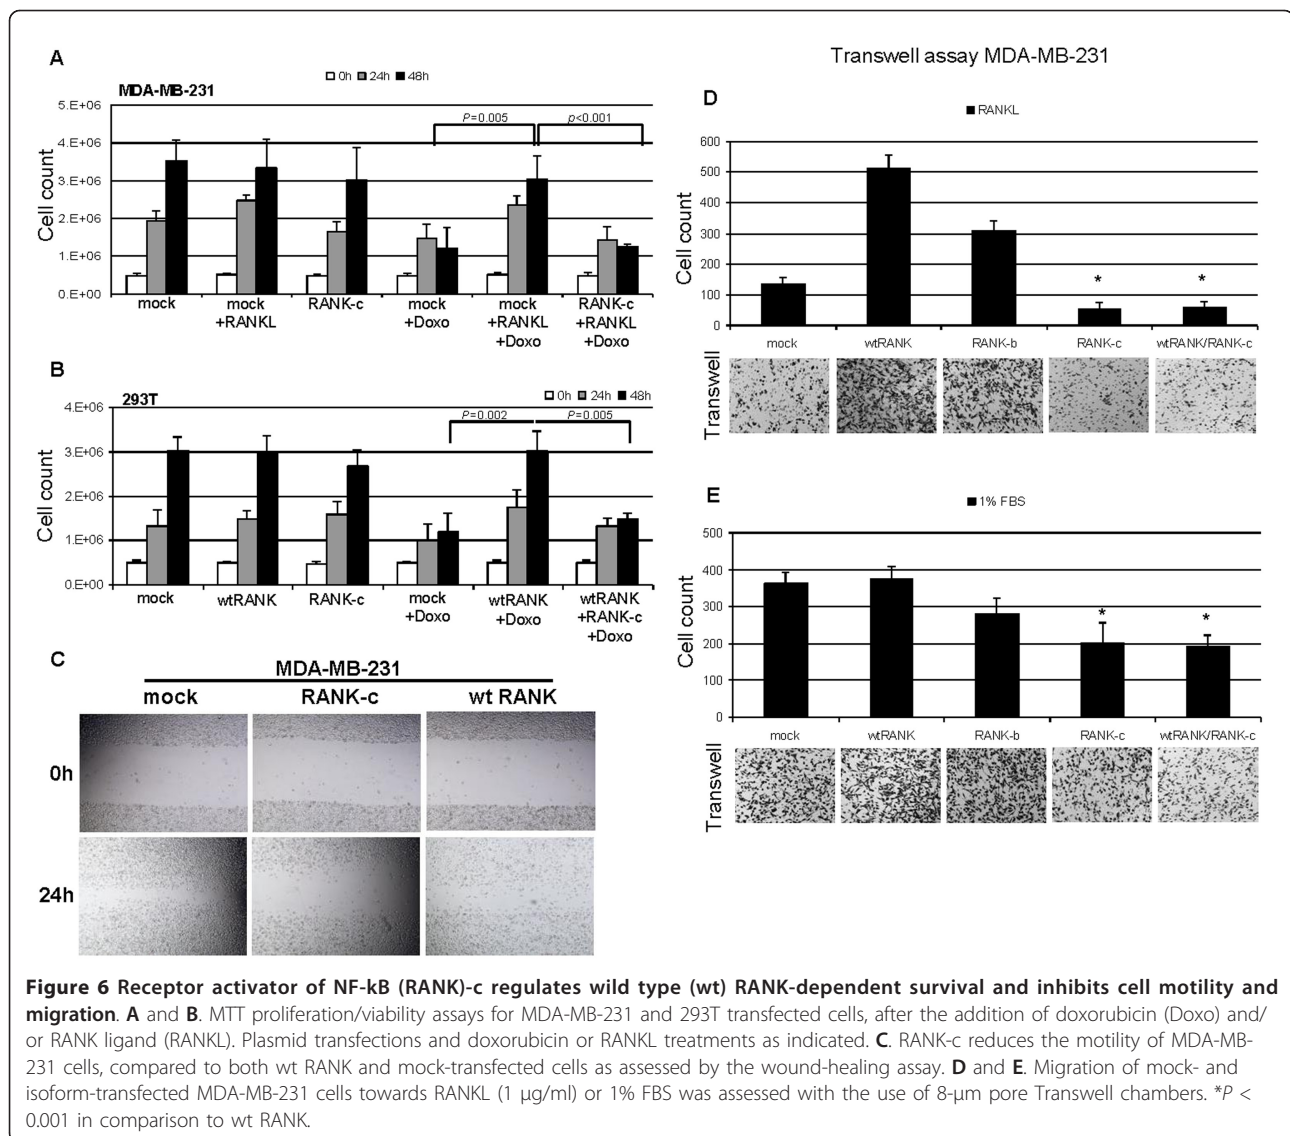 A
0h 24h 48h
MDA-MB-231
5.E+06
4.E+06
3.E+06
2.E+06
1.E+06
0.E+00
Cell count
P=0.005
p<0.001
mock
mock +RANKL
RANK-c
mock +Doxo
mock +RANKL +Doxo
RANK-c +RANKL +Doxo
B
293T
0h 24h 48h
4.E+06
3.E+06
2.E+06
1.E+06
0.E+00
Cell count
P=0.002
P=0.005
mock
wtRANK
RANK-c
mock +Doxo
wtRANK +Doxo
wtRANK +RANK-c +Doxo
C
MDA-MB-231
mock RANK-c wt RANK
0h
24h
Transwell assay MDA-MB-231
D
RANKL
600
500
400
300
200
100
0
Cell count
* *
mock wtRANK RANK-b RANK-c wtRANK/RANK-c
Transwell
E
1% FBS
500
400
300
200
100
0
Cell count
* *
mock wtRANK RANK-b RANK-c wtRANK/RANK-c
Transwell
Figure 6 Receptor activator of NF-kB (RANK)-c regulates wild type (wt) RANK-dependent survival and inhibits cell motility and
migration. A and B. MTT proliferation/viability assays for MDA-MB-231 and 293T transfected cells, after the addition of doxorubicin (Doxo) and/
or RANK ligand (RANKL). Plasmid transfections and doxorubicin or RANKL treatments as indicated. C. RANK-c reduces the motility of MDA-MB-
231 cells, compared to both wt RANK and mock-transfected cells as assessed by the wound-healing assay. D and E. Migration of mock- and
isoform-transfected MDA-MB-231 cells towards RANKL (1 μg/ml) or 1% FBS was assessed with the use of 8-μm pore Transwell chambers. *P <
0.001 in comparison to wt RANK.